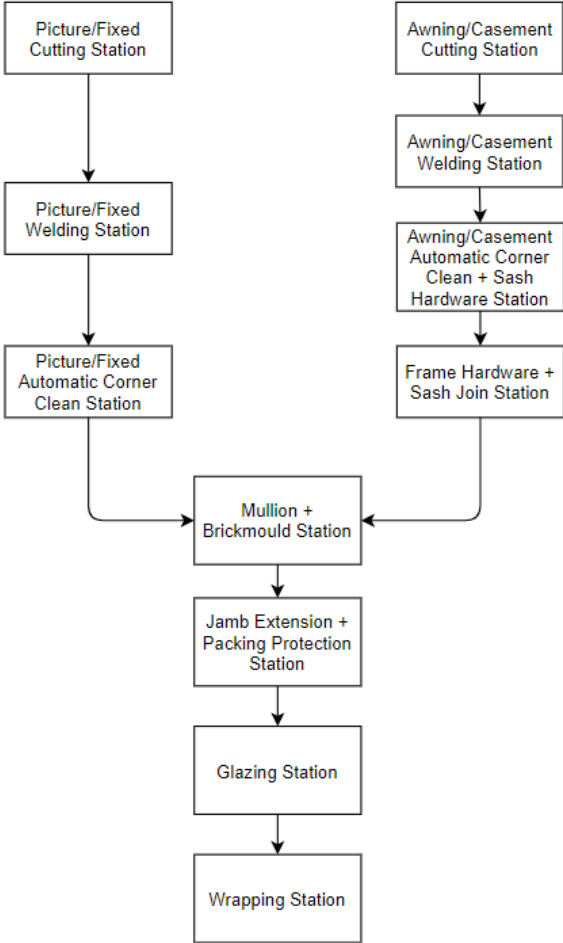 Picture/Fixed
Cutting Station
Awning/Casement
Cutting Station
Awning/Casement
Welding Station
Picture/Fixed
Welding Station
Awning/Casement
Automatic Corner
Clean + Sash
Hardware Station
Picture/Fixed
Automatic Corner
Clean Station
Frame Hardware +
Sash Join Station
Mullion +
Brickmould Station
Jamb Extension +
Packing Protection
Station
Glazing Station
Wrapping Station